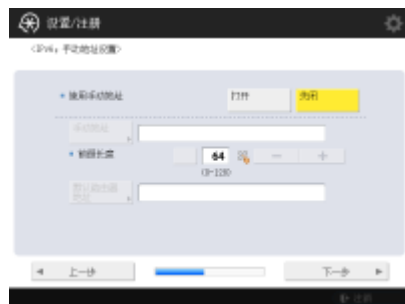 设置/注册
<IPv6: 手动地址设置>
• 使用手动地址
打开
关闭
手动地址
• 前缀长度
64
(0-128)
默认路由器
地址
上一步
下一步
注册